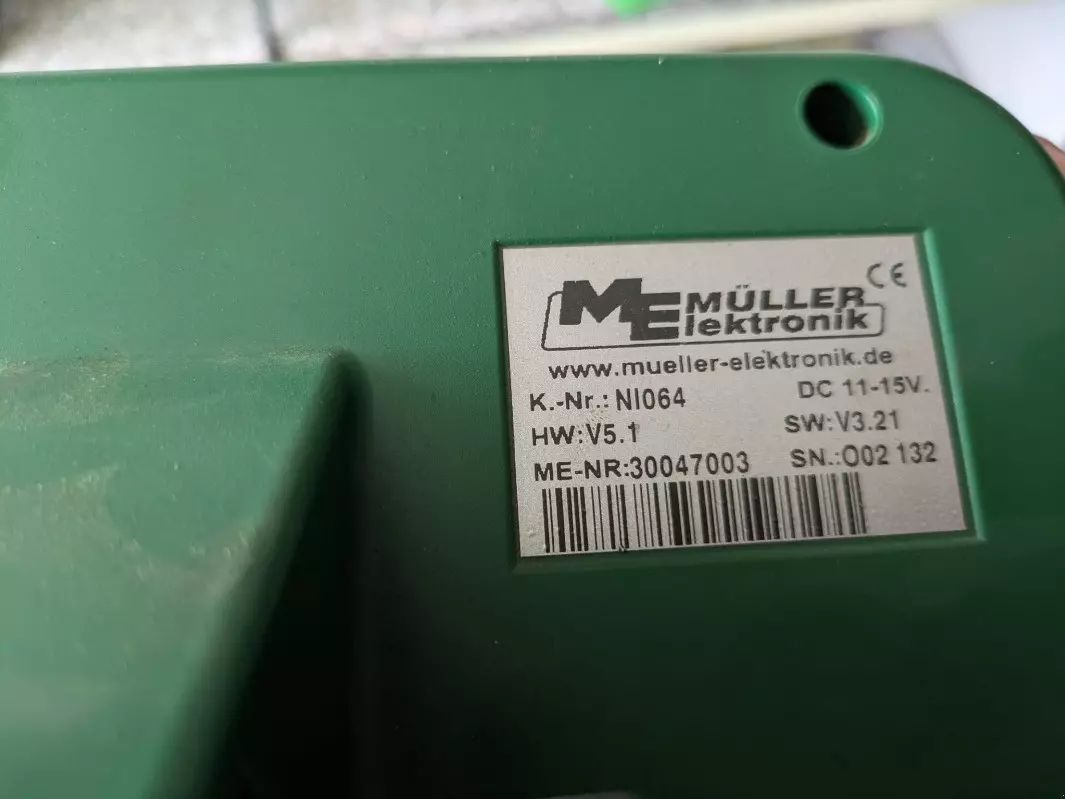 ME MÜLLER
Elektronik
CE
www.mueller-elektronik.de
K.-Nr.: NI064 DC 11-15V.
HW:V5.1 SW:V3.21
ME-NR:30047003 SN.:O02 132